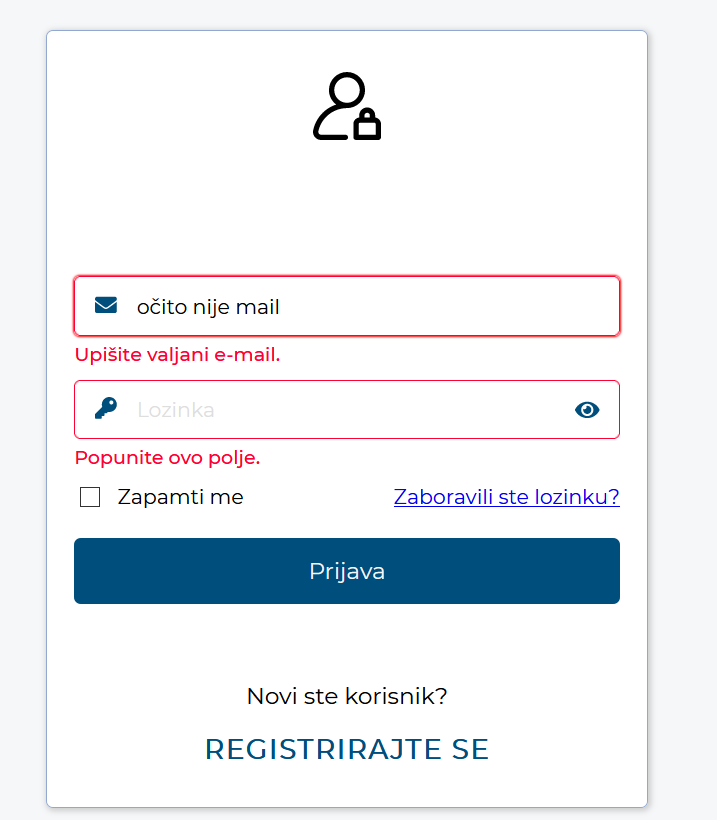 očito nije mail
Upišite valjani e-mail.
Lozinka
Popunite ovo polje.
Zapamti me
Zaboravili ste lozinku?
Prijava
Novi ste korisnik?
REGISTRIRAJTE SE